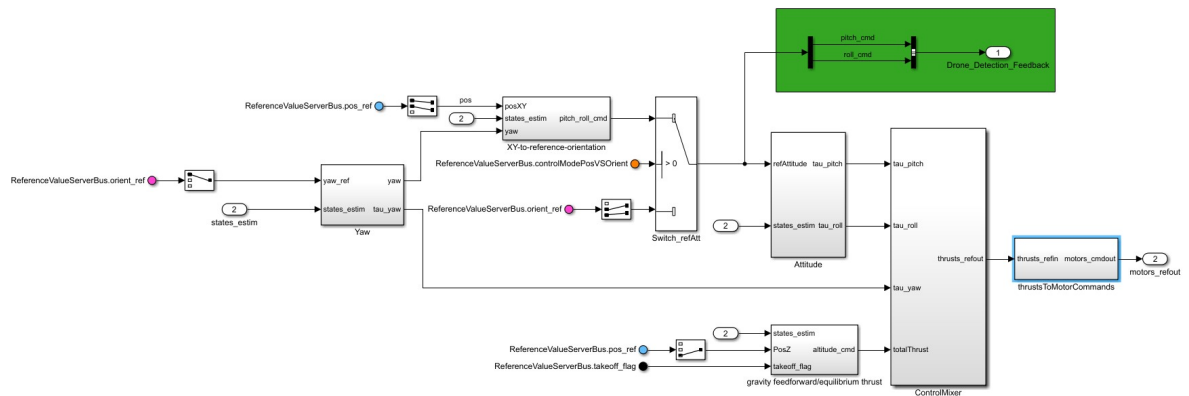 pitch_cmd
roll_cmd
1
Drone_Detection_Feedback
ReferenceValueServerBus.pos_ref
pos
posXY
2
states_estim
pitch_roll_cmd
yaw
XY-to-reference-orientation
ReferenceValueServerBus.controlModePosVSOrient
> 0
ReferenceValueServerBus.orient_ref
yaw_ref
yaw
2
states_estim
states_estim
tau_yaw
Yaw
ReferenceValueServerBus.orient_ref
Switch_refAtt
refAttitude
tau_pitch
2
states_estim
tau_roll
Attitude
tau_pitch
tau_roll
thrusts_refout
tau_yaw
totalThrust
ControlMixer
thrusts_refin
motors_cmdout
thrustsToMotorCommands
2
motors_refout
2
states_estim
ReferenceValueServerBus.pos_ref
PosZ
altitude_cmd
ReferenceValueServerBus.takeoff_flag
takeoff_flag
gravity feedforward/equilibrium thrust